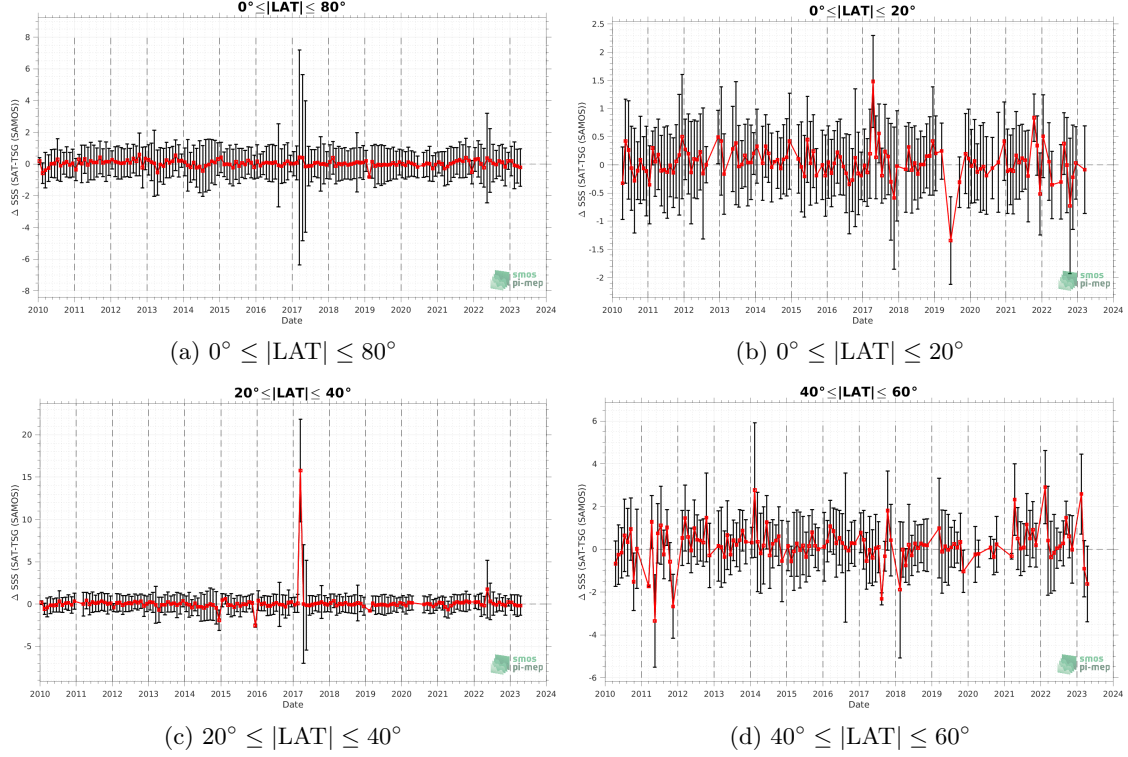 0°≤|LAT|≤ 80°
Δ SSS (SAT-TSG (SAMOS))
8
6
4
2
0
-2
-4
-6
-8
2010 2011 2012 2013 2014 2015 2016 2017 2018 2019 2020 2021 2022 2023 2024
Date
smos
pi-mep
(a) 0° ≤ |LAT| ≤ 80°
0°≤|LAT|≤ 20°
Δ SSS (SAT-TSG (SAMOS))
2.5
2
1.5
1
0.5
0
-0.5
-1
-1.5
-2
2010 2011 2012 2013 2014 2015 2016 2017 2018 2019 2020 2021 2022 2023 2024
Date
smos
pi-mep
(b) 0° ≤ |LAT| ≤ 20°
20°≤|LAT|≤ 40°
Δ SSS (SAT-TSG (SAMOS))
20
15
10
5
0
-5
2010 2011 2012 2013 2014 2015 2016 2017 2018 2019 2020 2021 2022 2023 2024
Date
smos
pi-mep
(c) 20° ≤ |LAT| ≤ 40°
40°≤|LAT|≤ 60°
Δ SSS (SAT-TSG (SAMOS))
6
4
2
0
-2
-4
-6
2010 2011 2012 2013 2014 2015 2016 2017 2018 2019 2020 2021 2022 2023 2024
Date
smos
pi-mep
(d) 40° ≤ |LAT| ≤ 60°